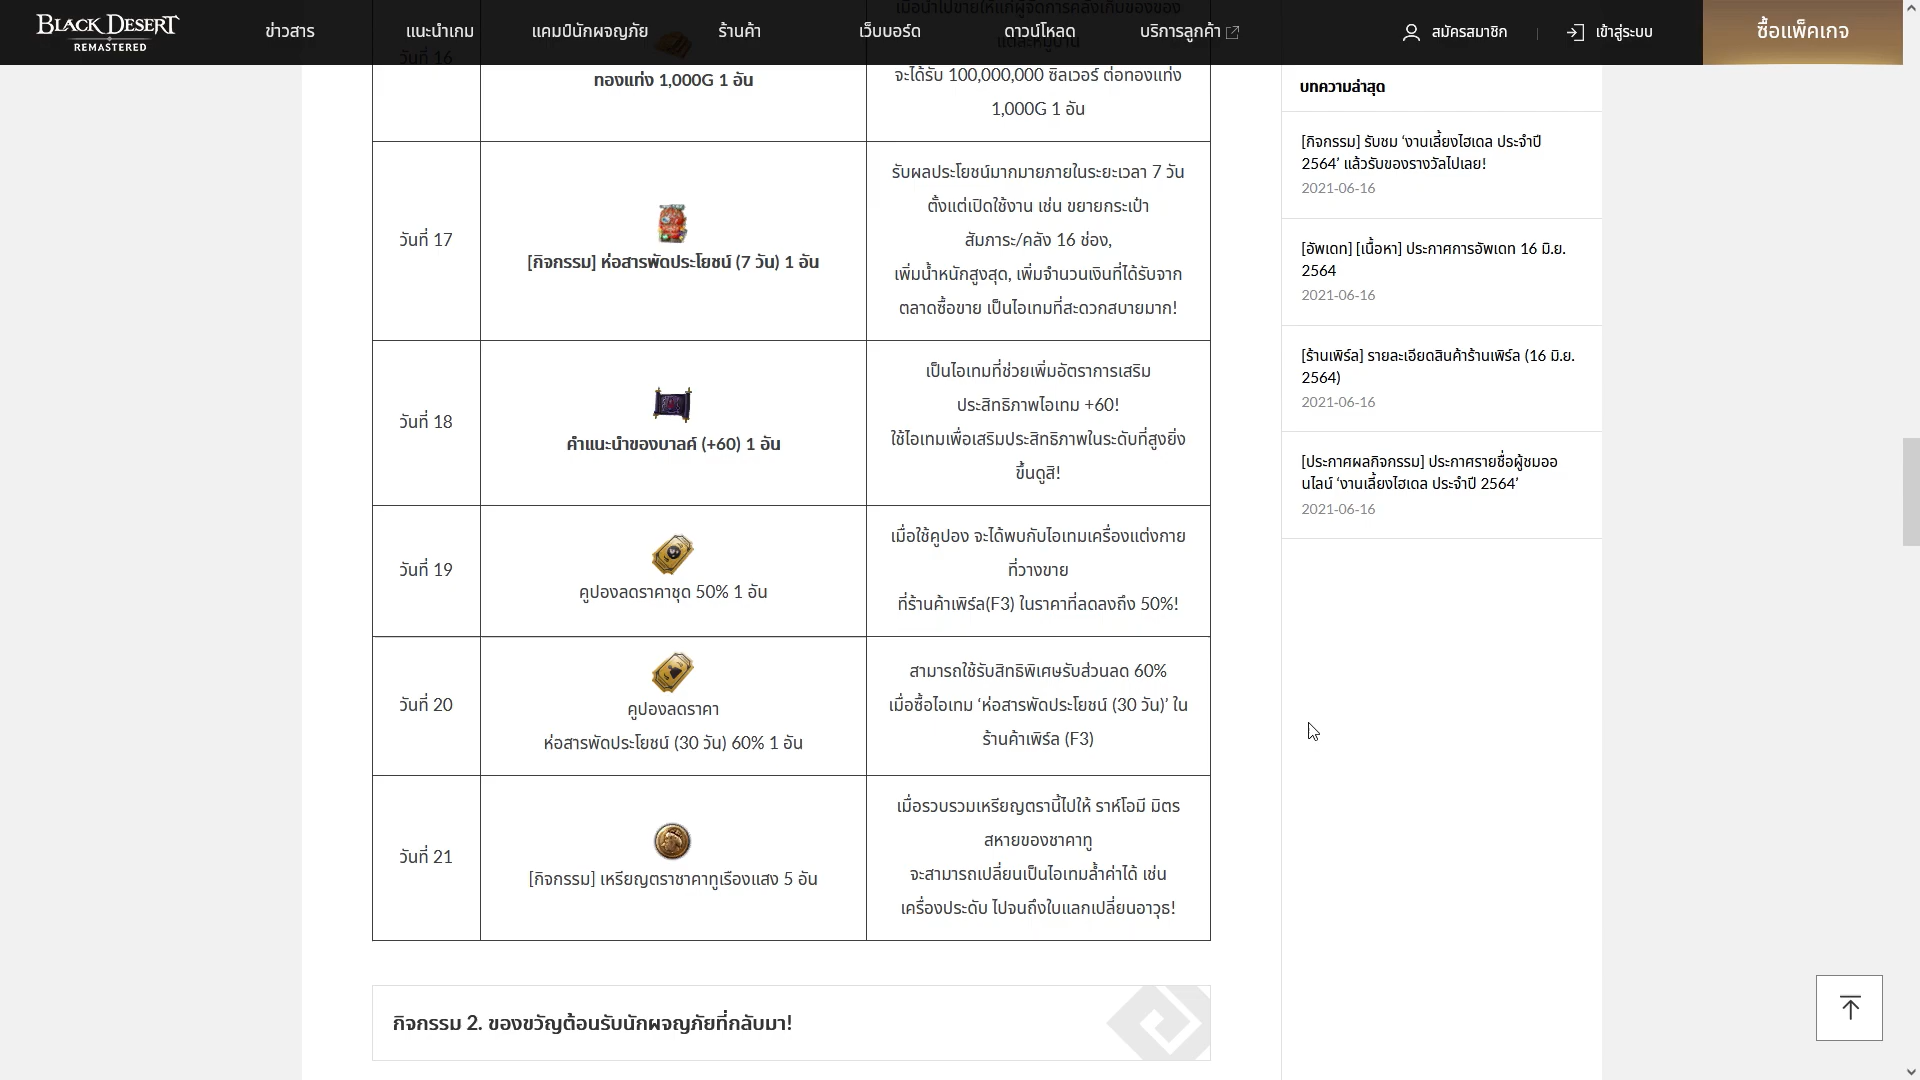 BLACK DESERT
REMASTERED
ข่าวสาร
แนะนำเกม
แคมป์นักผจญภัย
ร้านค้า
เว็บบอร์ด
ดาวน์โหลด
บริการลูกค้า
สมัครสมาชิก
เข้าสู่ระบบ
ซื้อแพ็คเกจ
วันที่ 16
ทองแท่ง 1,000G 1 อัน
เมื่อนำไปขายให้แก่ผู้จัดการคลังเก็บของของ
แต่ละหมู่บ้าน
จะได้รับ 100,000,000 ซิลเวอร์ ต่อทองแท่ง
1,000G 1 อัน
วันที่ 17
[กิจกรรม] ห่อสารพัดประโยชน์ (7 วัน) 1 อัน
รับผลประโยชน์มากมายภายในระยะเวลา 7 วัน
ตั้งแต่เปิดใช้งาน เช่น ขยายกระเป๋า
สัมภาระ/คลัง 16 ช่อง,
เพิ่มน้ำหนักสูงสุด, เพิ่มจำนวนเงินที่ได้รับจาก
ตลาดซื้อขาย เป็นไอเทมที่สะดวกสบายมาก!
วันที่ 18
คำแนะนำของบาลค์ (+60) 1 อัน
เป็นไอเทมที่ช่วยเพิ่มอัตราการเสริม
ประสิทธิภาพไอเทม +60!
ใช้ไอเทมเพื่อเสริมประสิทธิภาพในระดับที่สูงยิ่ง
ขึ้นดูสิ!
วันที่ 19
คูปองลดราคาชุด 50% 1 อัน
เมื่อใช้คูปอง จะได้พบกับไอเทมเครื่องแต่งกาย
ที่วางขาย
ที่ร้านค้าเพิร์ล(F3) ในราคาที่ลดลงถึง 50%!
วันที่ 20
คูปองลดราคา
ห่อสารพัดประโยชน์ (30 วัน) 60% 1 อัน
สามารถใช้รับสิทธิพิเศษรับส่วนลด 60%
เมื่อซื้อไอเทม ‘ห่อสารพัดประโยชน์ (30 วัน)’ ใน
ร้านค้าเพิร์ล (F3)
วันที่ 21
[กิจกรรม] เหรียญตราชาคาทูเรืองแสง 5 อัน
เมื่อรวบรวมเหรียญตรานี้ไปให้ ราห์โอมี มิตร
สหายของชาคาทู
จะสามารถเปลี่ยนเป็นไอเทมล้ำค่าได้ เช่น
เครื่องประดับ ไปจนถึงใบแลกเปลี่ยนอาวุธ!
กิจกรรม 2. ของขวัญต้อนรับนักผจญภัยที่กลับมา!
บทความล่าสุด
[กิจกรรม] รับชม ‘งานเลี้ยงไฮเดล ประจำปี
2564’ แล้วรับของรางวัลไปเลย!
2021-06-16
[อัพเดท] [เนื้อหา] ประกาศการอัพเดท 16 มิ.ย.
2564
2021-06-16
[ร้านเพิร์ล] รายละเอียดสินค้าร้านเพิร์ล (16 มิ.ย.
2564)
2021-06-16
[ประกาศผลกิจกรรม] ประกาศรายชื่อผู้ชมออ
นไลน์ ‘งานเลี้ยงไฮเดล ประจำปี 2564’
2021-06-16